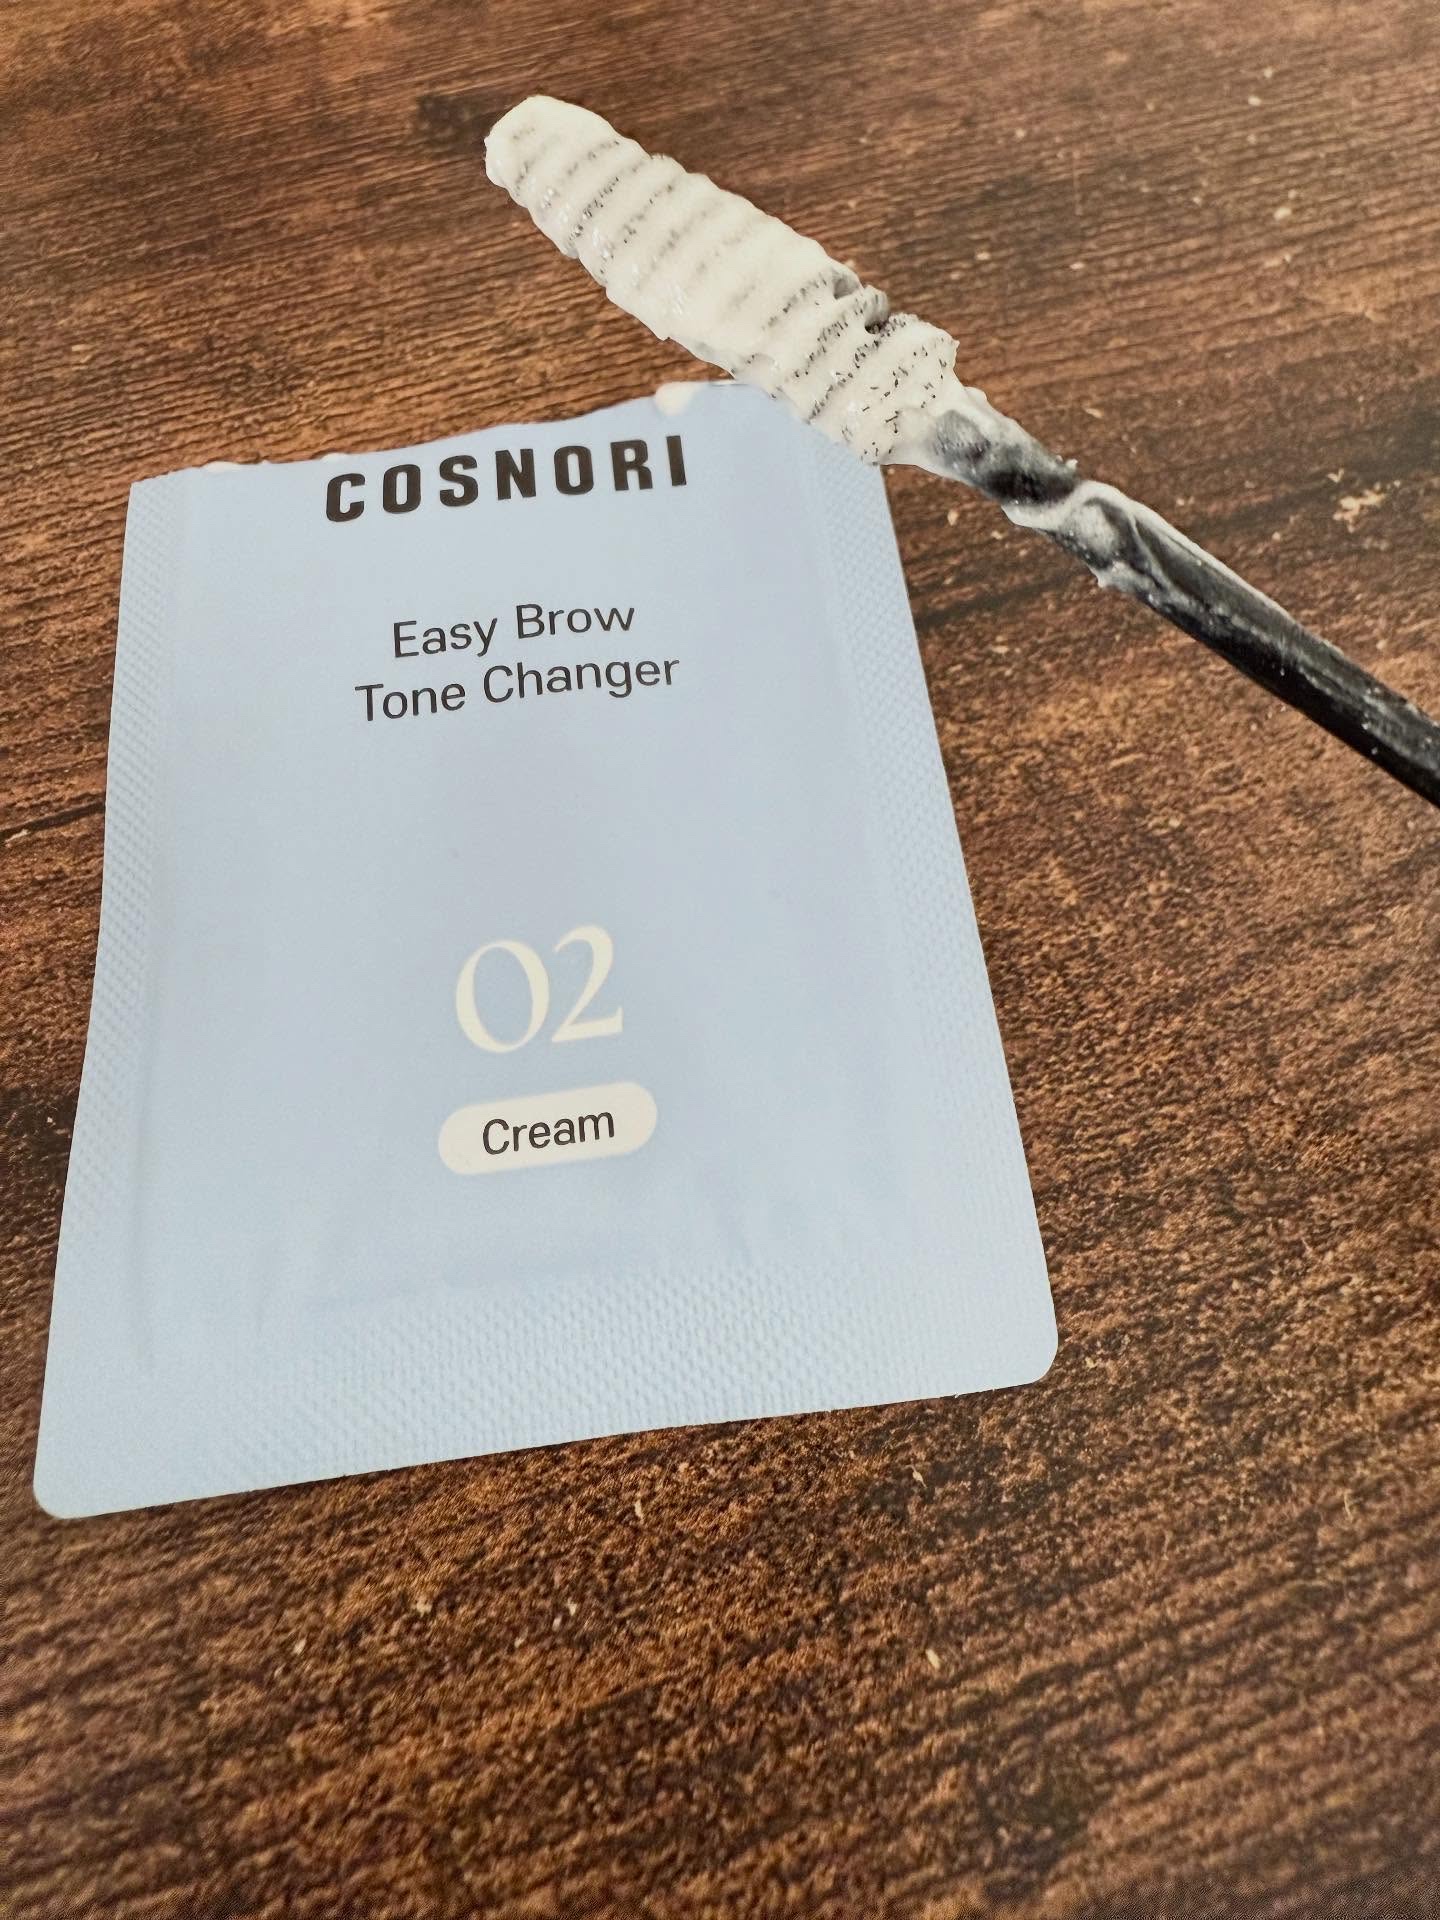 COSNORI
Easy Brow
Tone Changer
02
Cream